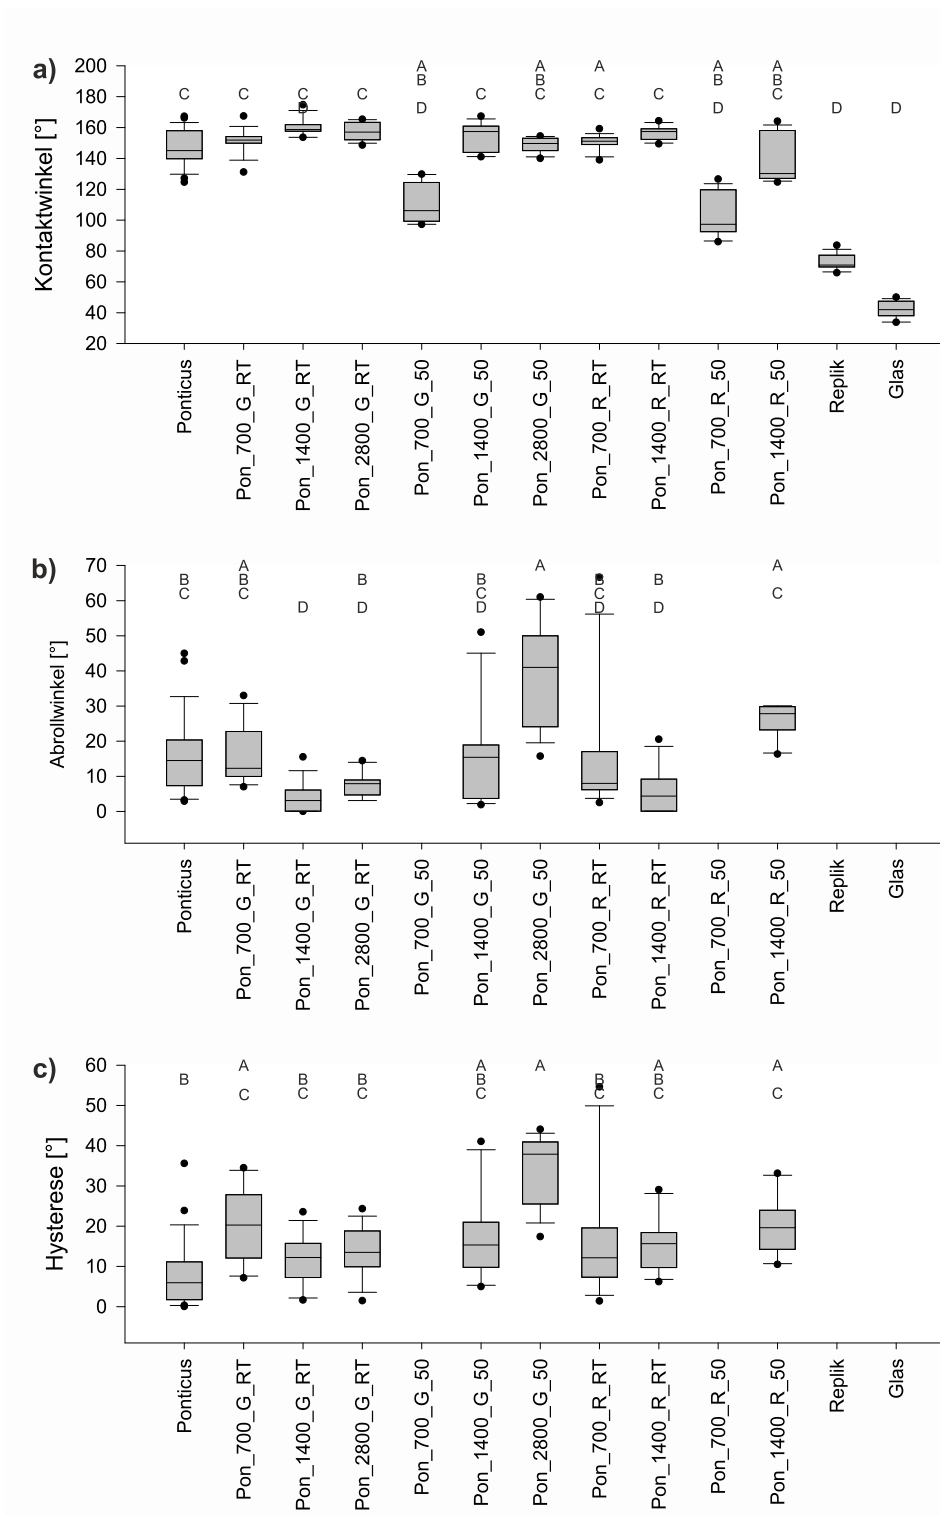 a)
Kontaktwinkel [°]
200
180
160
140
120
100
80
60
40
20
A A A A A
B B B B
C C C C C C C C C
D D D D D
Ponticus
Pon_700_G_RT
Pon_1400_G_RT
Pon_2800_G_RT
Pon_700_G_50
Pon_1400_G_50
Pon_2800_G_50
Pon_700_R_RT
Pon_1400_R_RT
Pon_700_R_50
Pon_1400_R_50
Replik
Glas
b)
Abrollwinkel [°]
70
60
50
40
30
20
10
0
A A A
B B B B B B
C C C C C
D D D D D
Ponticus
Pon_700_G_RT
Pon_1400_G_RT
Pon_2800_G_RT
Pon_700_G_50
Pon_1400_G_50
Pon_2800_G_50
Pon_700_R_RT
Pon_1400_R_RT
Pon_700_R_50
Pon_1400_R_50
Replik
Glas
c)
Hysterese [°]
60
50
40
30
20
10
0
A A A A A
B B B B B B
C C C C C C C
Ponticus
Pon_700_G_RT
Pon_1400_G_RT
Pon_2800_G_RT
Pon_700_G_50
Pon_1400_G_50
Pon_2800_G_50
Pon_700_R_RT
Pon_1400_R_RT
Pon_700_R_50
Pon_1400_R_50
Replik
Glas